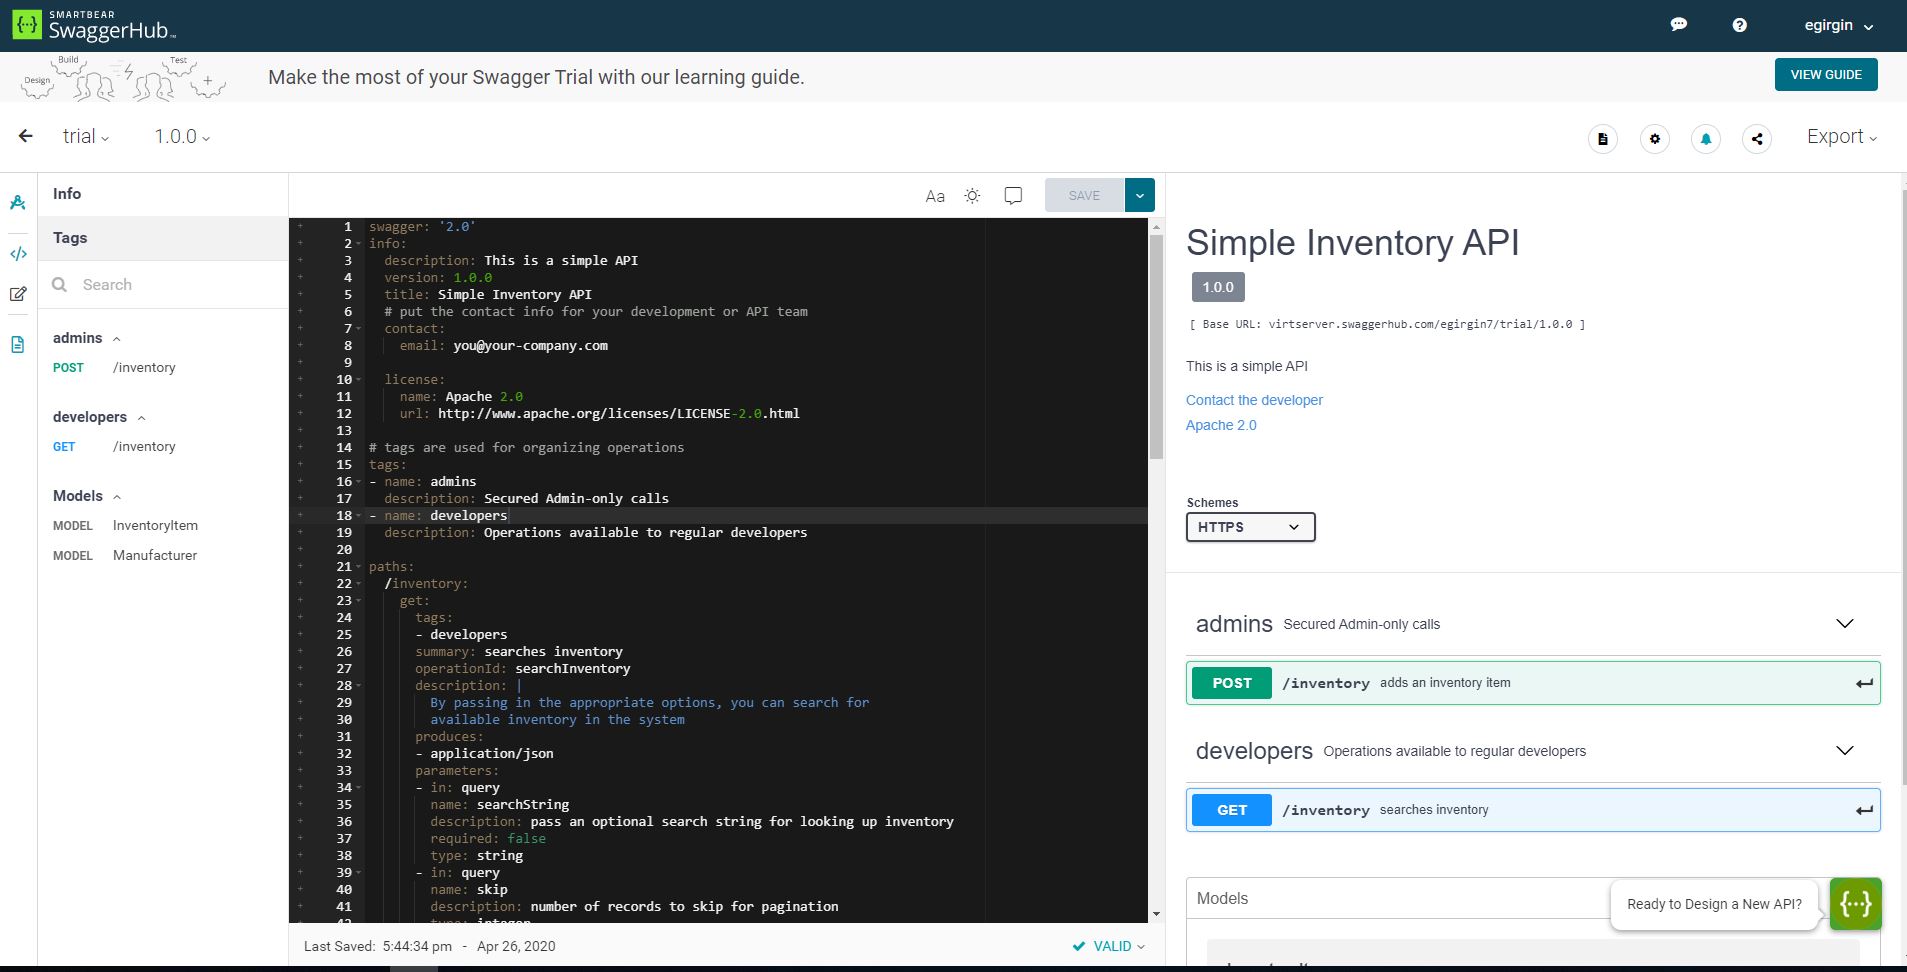 SMARTBEAR
SwaggerHub™
egirgin
Design
Build
Test
Make the most of your Swagger Trial with our learning guide.
VIEW GUIDE
trial
1.0.0
Export
Info
Tags
Search
admins
POST /inventory
developers
GET /inventory
Models
MODEL InventoryItem
MODEL Manufacturer
Aa
SAVE
1 swagger: '2.0'
2 info:
3 description: This is a simple API
4 version: 1.0.0
5 title: Simple Inventory API
6 # put the contact info for your development or API team
7 contact:
8 email: you@your-company.com
9
10 license:
11 name: Apache 2.0
12 url: http://www.apache.org/licenses/LICENSE-2.0.html
13
14 # tags are used for organizing operations
15 tags:
16 - name: admins
17 description: Secured Admin-only calls
18 - name: developers
19 description: Operations available to regular developers
20
21 paths:
22 /inventory:
23 get:
24 tags:
25 - developers
26 summary: searches inventory
27 operationId: searchInventory
28 description: |
29 By passing in the appropriate options, you can search for
30 available inventory in the system
31 produces:
32 - application/json
33 parameters:
34 - in: query
35 name: searchString
36 description: pass an optional search string for looking up inventory
37 required: false
38 type: string
39 - in: query
40 name: skip
41 description: number of records to skip for pagination
42 type: integer
Last Saved: 5:44:34 pm - Apr 26, 2020
VALID
Simple Inventory API
1.0.0
[ Base URL: virtserver.swaggerhub.com/egirgin7/trial/1.0.0 ]
This is a simple API
Contact the developer
Apache 2.0
Schemes
HTTPS
admins Secured Admin-only calls
POST /inventory adds an inventory item
developers Operations available to regular developers
GET /inventory searches inventory
Models
Ready to Design a New API?